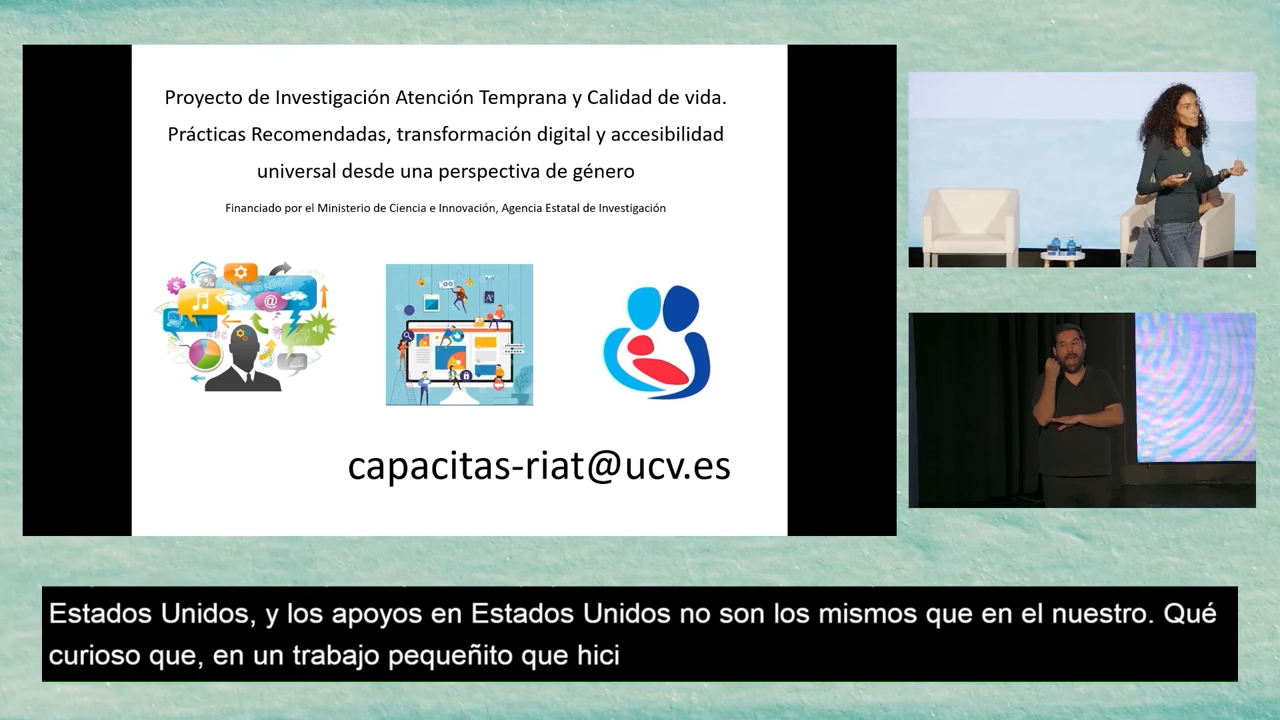 Proyecto de Investigación Atención Temprana y Calidad de vida.
Prácticas Recomendadas, transformación digital y accesibilidad
universal desde una perspectiva de género
Financiado por el Ministerio de Ciencia e Innovación, Agencia Estatal de Investigación
capacitas-riat@ucv.es
Estados Unidos, y los apoyos en Estados Unidos no son los mismos que en el nuestro. Qué
curioso que, en un trabajo pequeñito que hici